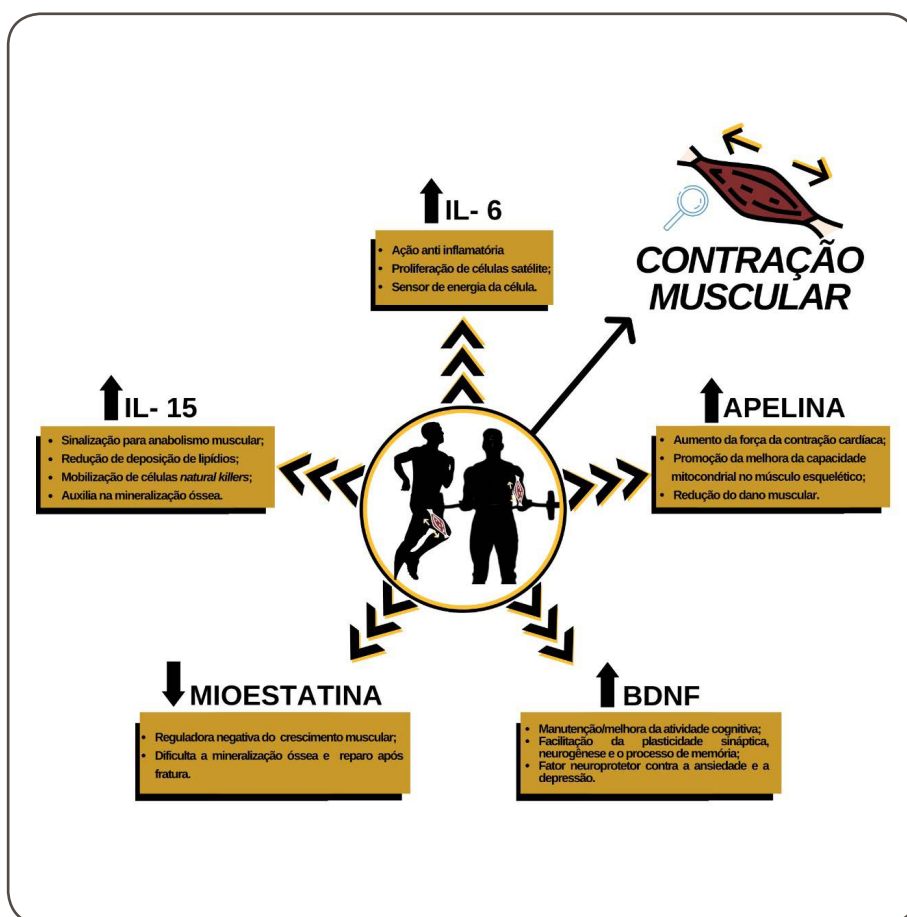 CONTRAÇÃO
MUSCULAR
IL- 6
• Ação anti inflamatória
• Proliferação de células satélite;
• Sensor de energia da célula.
IL- 15
• Sinalização para anabolismo muscular;
• Redução de deposição de lipídios;
• Mobilização de células natural killers;
• Auxilia na mineralização óssea.
APELINA
• Aumento da força da contração cardíaca;
• Promoção da melhora da capacidade
mitocondrial no músculo esquelético;
• Redução do dano muscular.
MIOESTATINA
• Reguladora negativa do crescimento muscular;
• Dificulta a mineralização óssea e reparo após
fratura.
BDNF
• Manutenção/melhora da atividade cognitiva;
• Facilitação da plasticidade sináptica,
neurogênese e o processo de memória;
• Fator neuroprotetor contra a ansiedade e a
depressão.